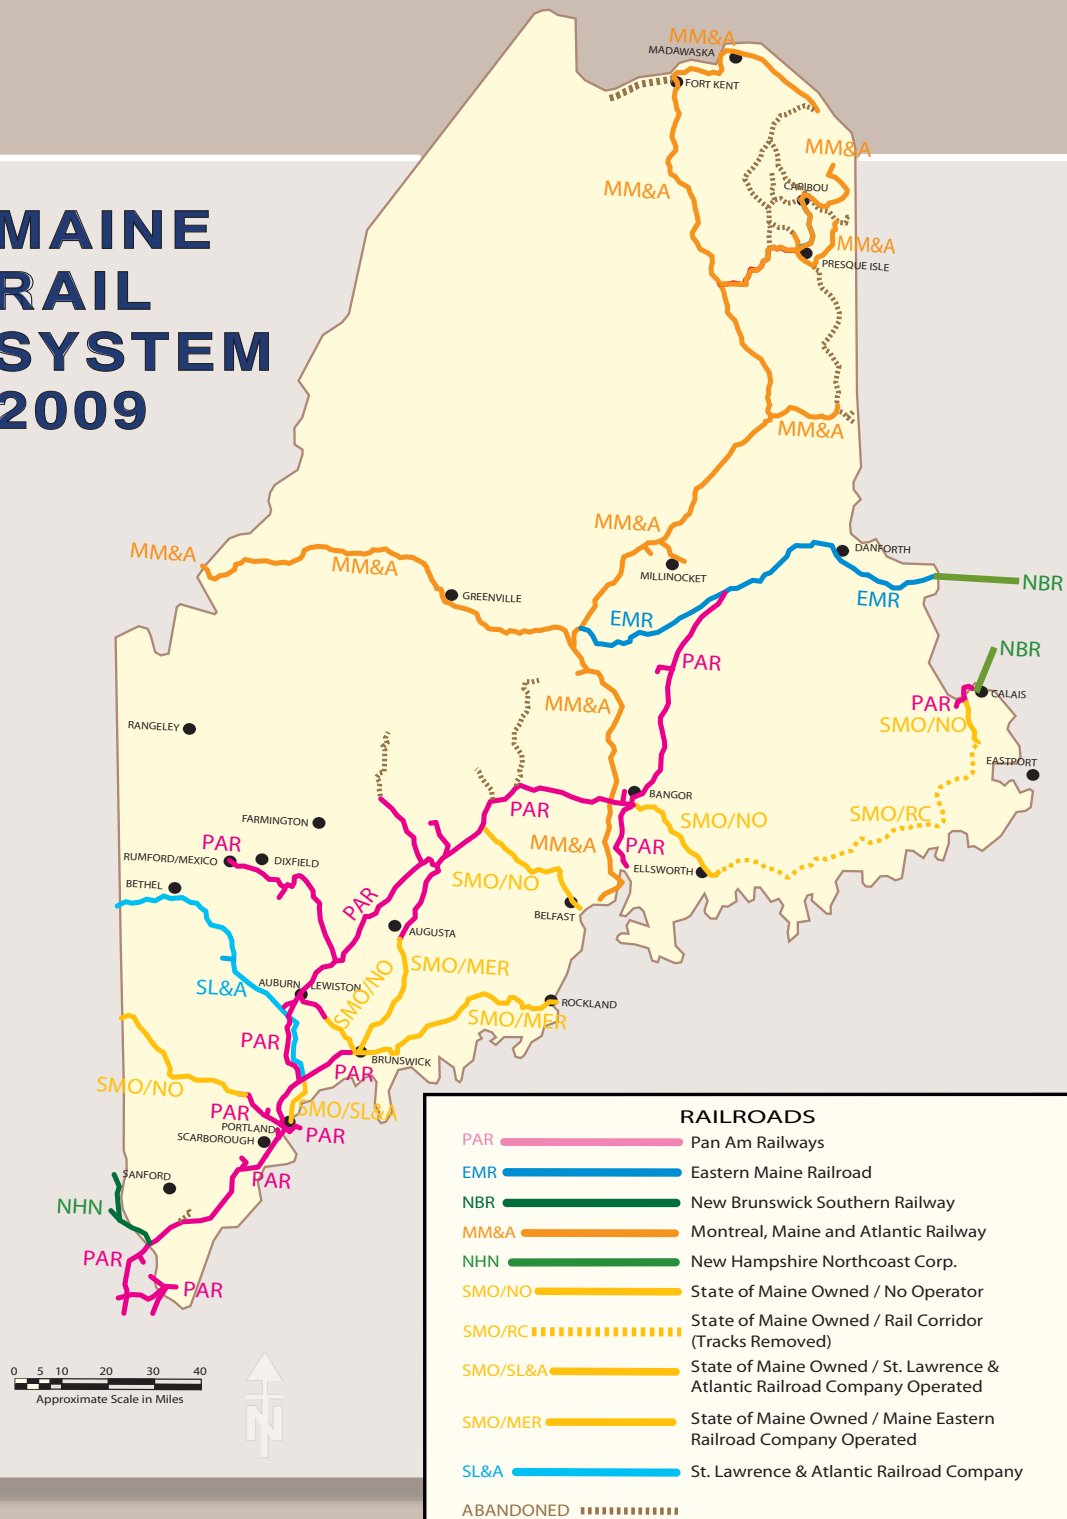 MAINE
RAIL
SYSTEM
2009
MM&A
MADAWASKA
FORT KENT
MM&A
MM&A
CARIBOU
MM&A
PRESQUE ISLE
MM&A
MM&A
MM&A
MM&A
MILLINOCKET
DANFORTH
NBR
EMR
EMR
GREENVILLE
NBR
PAR
CALAIS
PAR
SMO/NO
MM&A
RANGELEY
EASTPORT
BANGOR
PAR
SMO/NO
SMO/RC
FARMINGTON
PAR
RUMFORD/MEXICO
DIXFIELD
MM&A
PAR
ELLSWORTH
BETHEL
SMO/NO
PAR
BELFAST
AUGUSTA
SMO/MER
SMO/NO
SL&A
AUBURN
LEWISTON
ROCKLAND
SMO/MER
PAR
BRUNSWICK
PAR
SMO/NO
PAR
SMO/SL&A
PORTLAND
PAR
SCARBOROUGH
SANFORD
PAR
NHN
PAR
PAR
RAILROADS
PAR Pan Am Railways
EMR Eastern Maine Railroad
NBR New Brunswick Southern Railway
MM&A Montreal, Maine and Atlantic Railway
NHN New Hampshire Northcoast Corp.
SMO/NO State of Maine Owned / No Operator
SMO/RC State of Maine Owned / Rail Corridor
(Tracks Removed)
SMO/SL&A State of Maine Owned / St. Lawrence &
Atlantic Railroad Company Operated
SMO/MER State of Maine Owned / Maine Eastern
Railroad Company Operated
SL&A St. Lawrence & Atlantic Railroad Company
ABANDONED
0 5 10 20 30 40
Approximate Scale in Miles
N